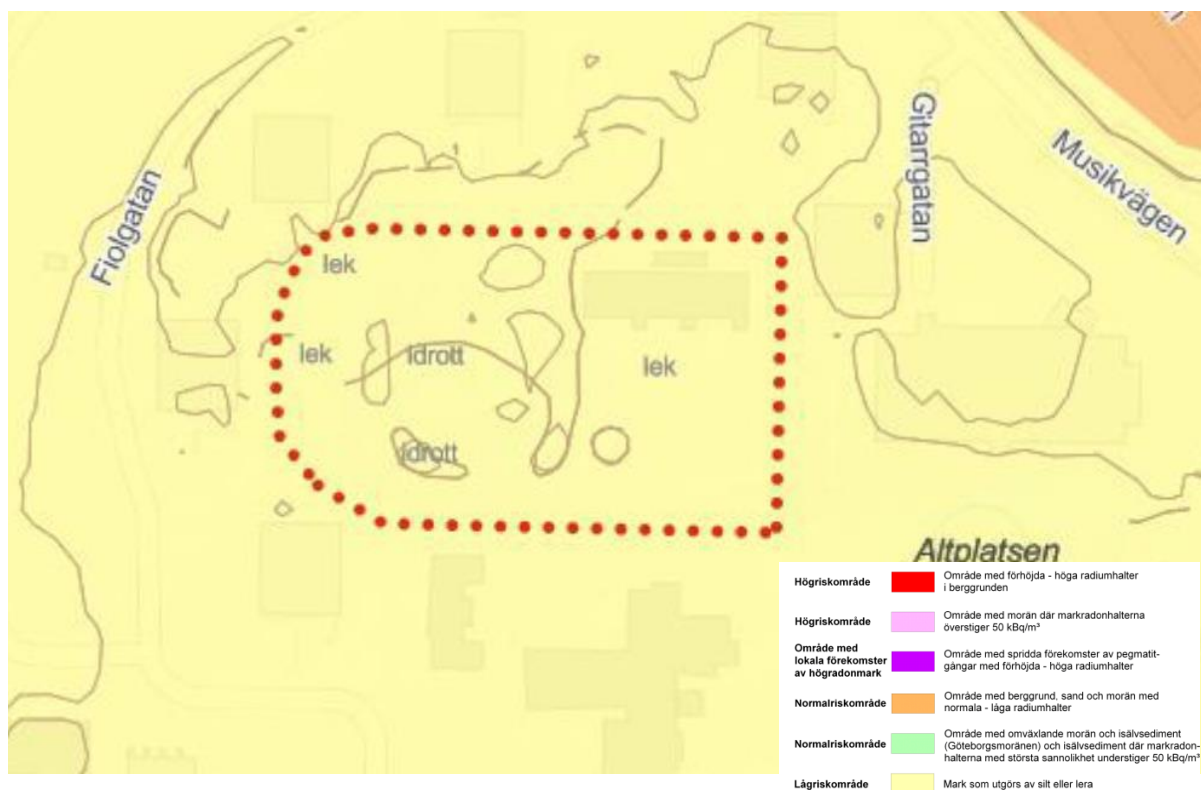 Fiolgatan
Gitarrgatan
Musikvägen
lek
lek
Idrott
lek
Idrott
Altplatsen
Högriskområde
Område med förhöjda - höga radiumhalter
i berggrunden
Högriskområde
Område med morän där markradonhalterna
överstiger 50 kBq/m³
Område med
lokala förekomster
av högradonmark
Område med spridda förekomster av pegmatit-
gångar med förhöjda - höga radiumhalter
Normalriskområde
Område med berggrund, sand och morän med
normala - låga radiumhalter
Normalriskområde
Område med omväxlande morän och isälvsediment
(Göteborgsmoränen) och isälvsediment där markradon-
halterna med största sannolikhet understiger 50 kBq/m³
Lågriskområde
Mark som utgörs av silt eller lera